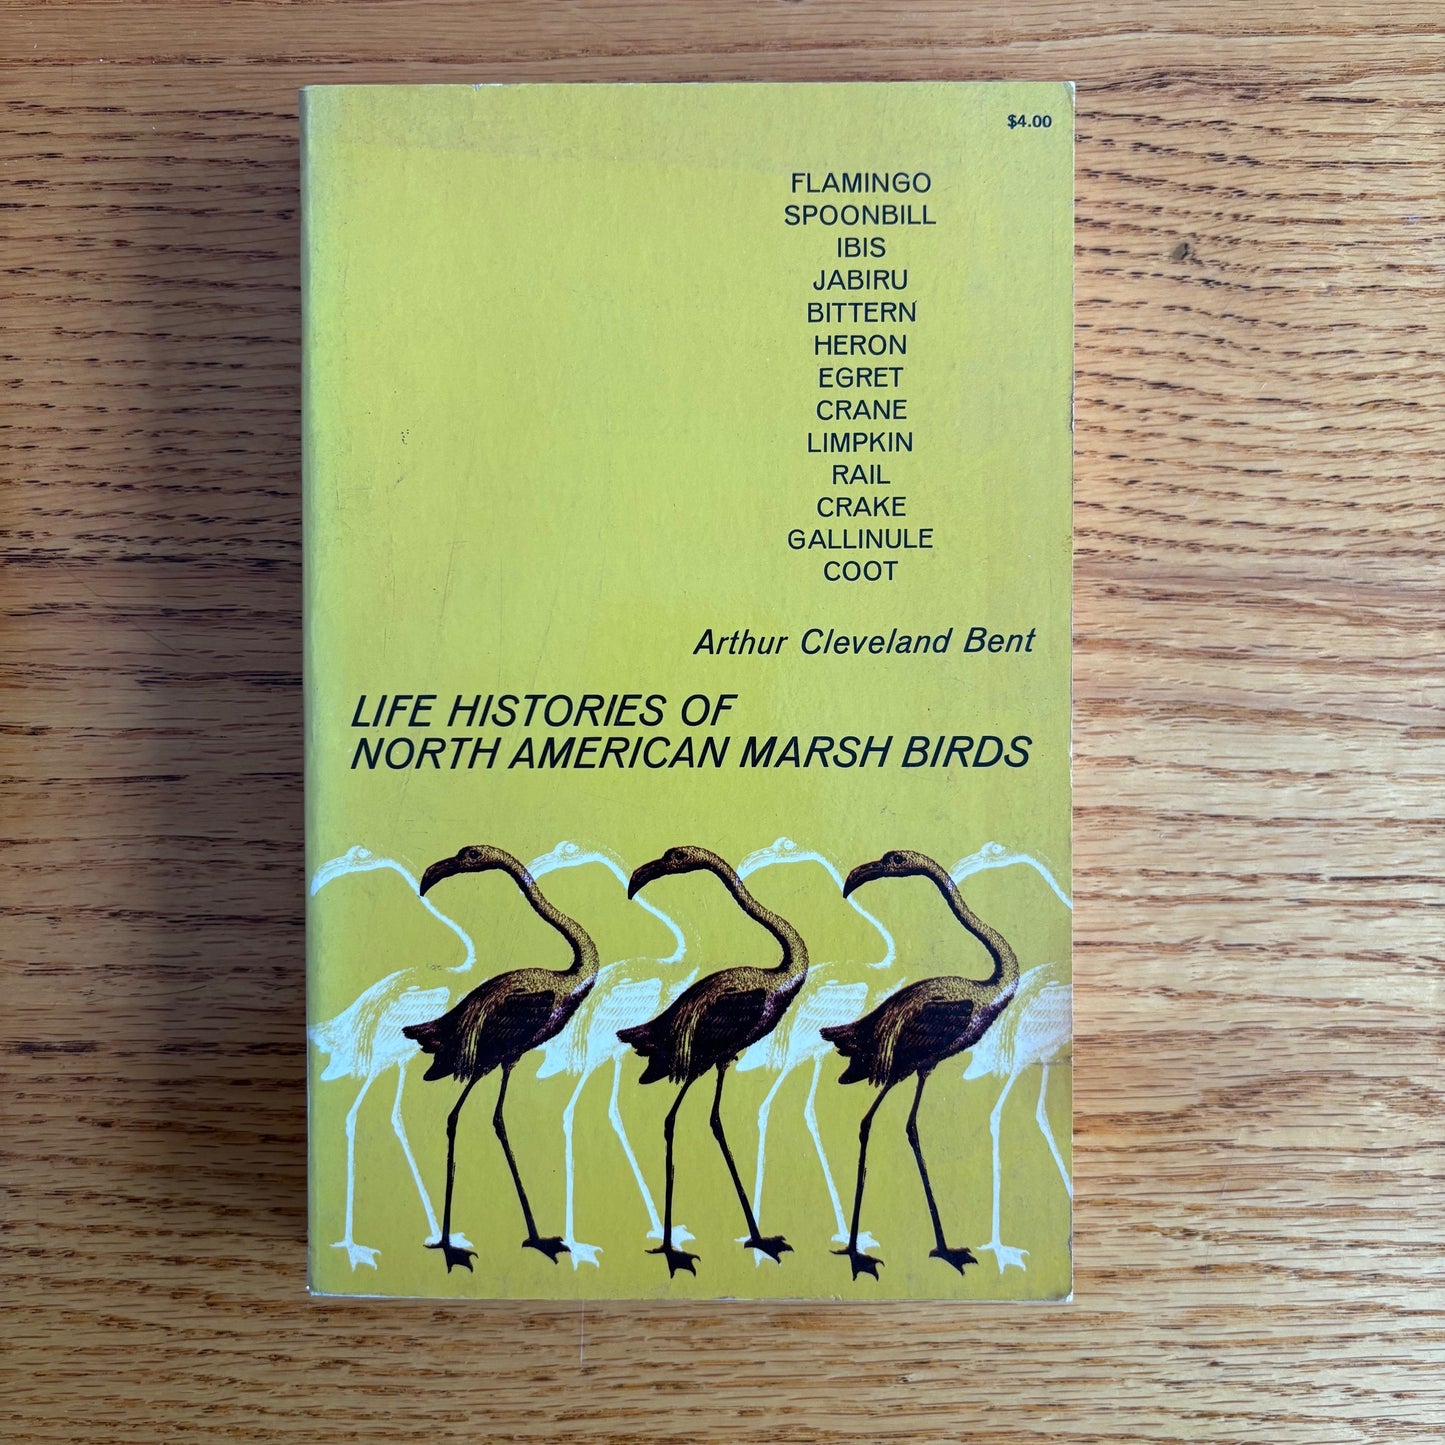 $4.00
FLAMINGO
SPOONBILL
IBIS
JABIRU
BITTERN
HERON
EGRET
CRANE
LIMPKIN
RAIL
CRAKE
GALLINULE
COOT
Arthur Cleveland Bent
LIFE HISTORIES OF
NORTH AMERICAN MARSH BIRDS